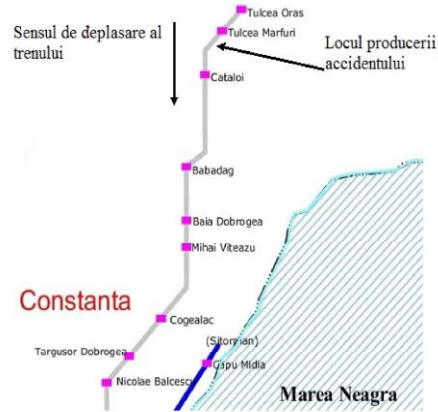 Tulcea Oras
Sensul de deplasare al
trenului
Tulcea Marfuri
Locul producerii
accidentului
Cataloi
Babadag
Baia Dobrogea
Mihai Viteazu
Constanta
Cogealac
(Sitorman)
Targusor Dobrogea
Capu Midia
Nicolae Balcescu
Marea Neagra